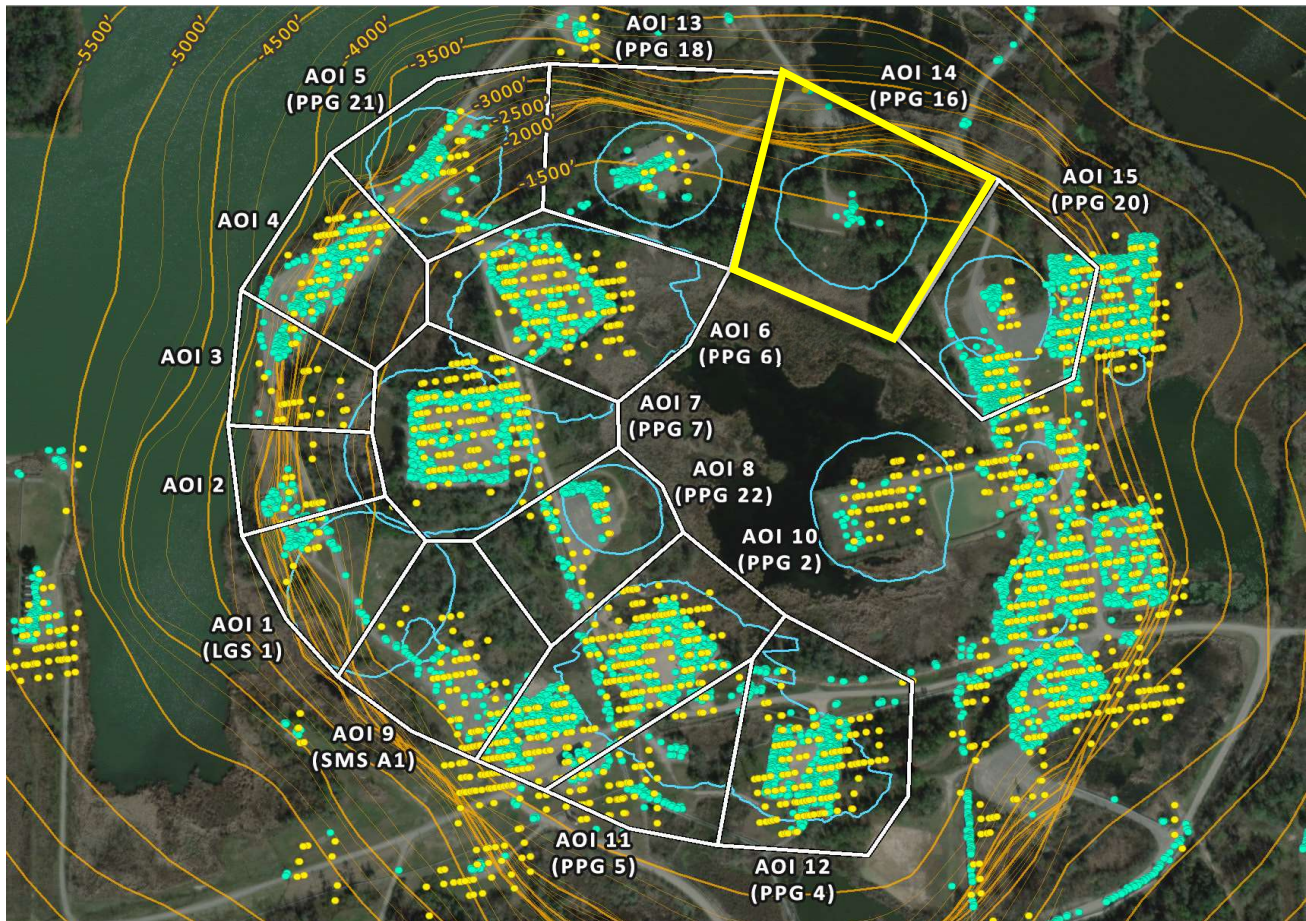 -5500'
-5000'
-4500'
-4000'
-3500'
-3000'
-2500'
-2000'
-1500'
AOI 13
(PPG 18)
AOI 5
(PPG 21)
AOI 14
(PPG 16)
AOI 15
(PPG 20)
AOI 4
AOI 3
AOI 6
(PPG 6)
AOI 7
(PPG 7)
AOI 8
(PPG 22)
AOI 2
AOI 10
(PPG 2)
AOI 1
(LGS 1)
AOI 9
(SMS A1)
AOI 11
(PPG 5)
AOI 12
(PPG 4)